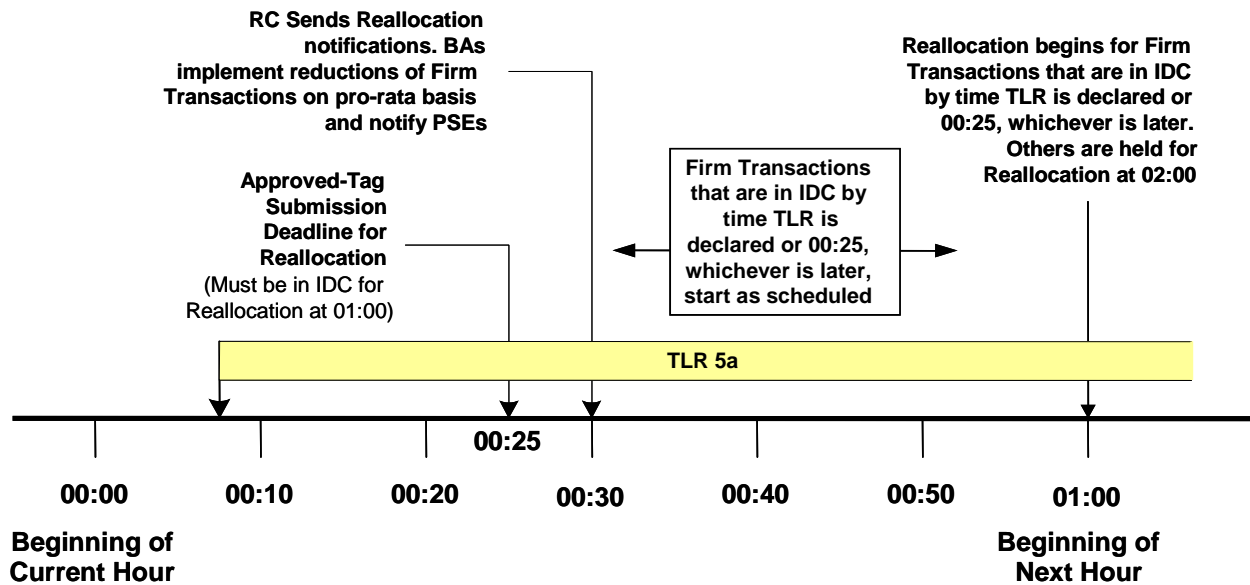 RC Sends Reallocation
notifications. BAs
implement reductions of Firm
Transactions on pro-rata basis
and notify PSEs
Reallocation begins for Firm
Transactions that are in IDC
by time TLR is declared or
00:25, whichever is later.
Others are held for
Reallocation at 02:00
Approved-Tag
Submission
Deadline for
Reallocation
(Must be in IDC for
Reallocation at 01:00)
Firm Transactions
that are in IDC by
time TLR is
declared or 00:25,
whichever is later,
start as scheduled
TLR 5a
00:25
00:00
00:10
00:20
00:30
00:40
00:50
01:00
Beginning of
Current Hour
Beginning of
Next Hour